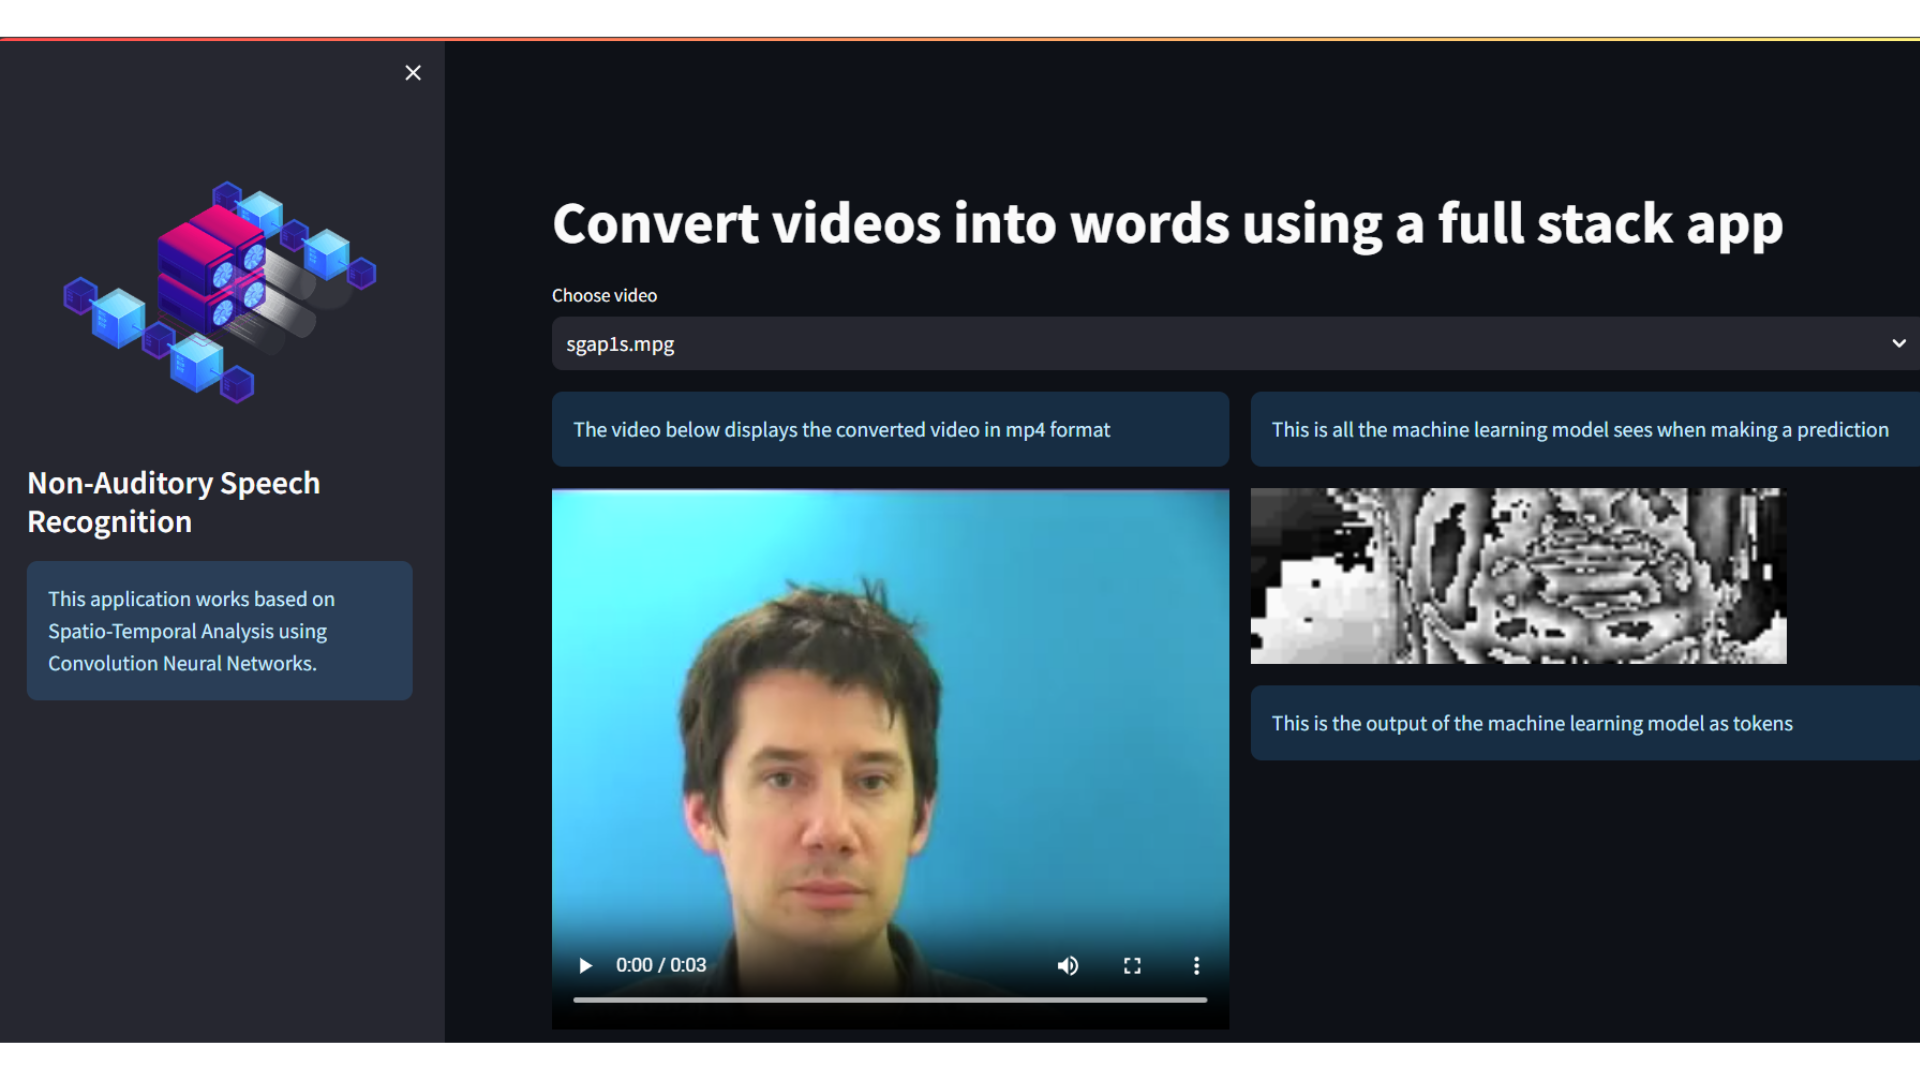 Non-Auditory Speech
Recognition
This application works based on
Spatio-Temporal Analysis using
Convolution Neural Networks.
Convert videos into words using a full stack app
Choose video
sgap1s.mpg
The video below displays the converted video in mp4 format
0:00 / 0:03
This is all the machine learning model sees when making a prediction
This is the output of the machine learning model as tokens